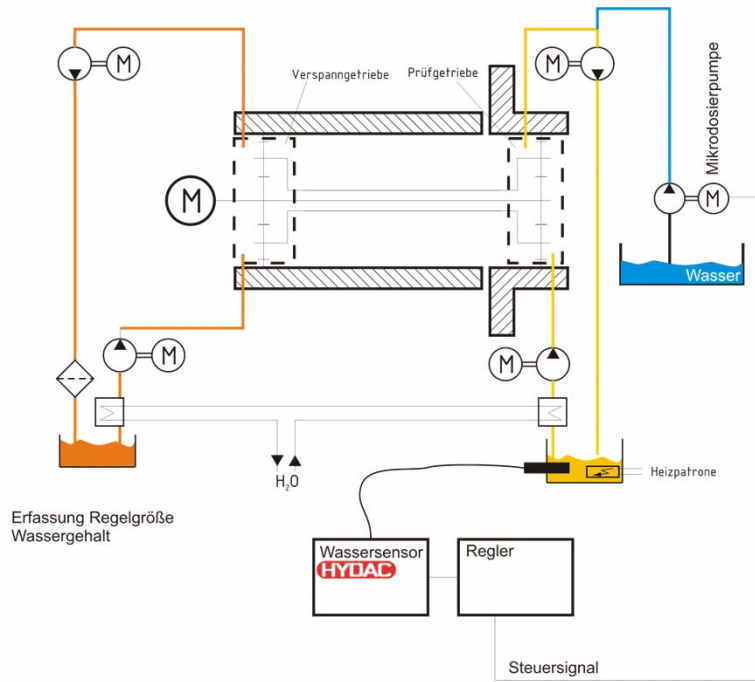 M
M
Verspanngetriebe
Prüfgetriebe
Mikrodosierpumpe
M
M
Wasser
M
M
H₂O
Heizpatrone
Erfassung Regelgröße
Wassergehalt
Wassersensor
HYDAC
Regler
Steuersignal